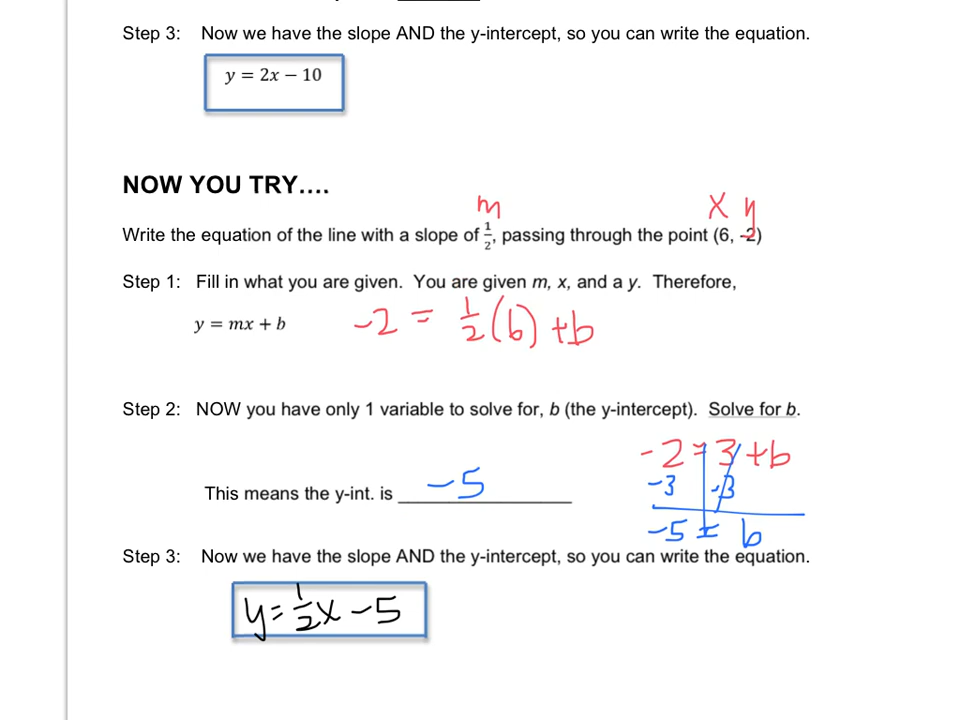 Step 3: Now we have the slope AND the y-intercept, so you can write the equation.
y = 2x − 10
NOW YOU TRY....
m x y
Write the equation of the line with a slope of 1/2, passing through the point (6, -2)
Step 1: Fill in what you are given. You are given m, x, and a y. Therefore,
y = mx + b -2 = 1/2 (6) +b
Step 2: NOW you have only 1 variable to solve for, b (the y-intercept). Solve for b.
-2 = 3 +b
This means the y-int. is -5
-3 -3
-5 = b
Step 3: Now we have the slope AND the y-intercept, so you can write the equation.
y = 1/2 x - 5